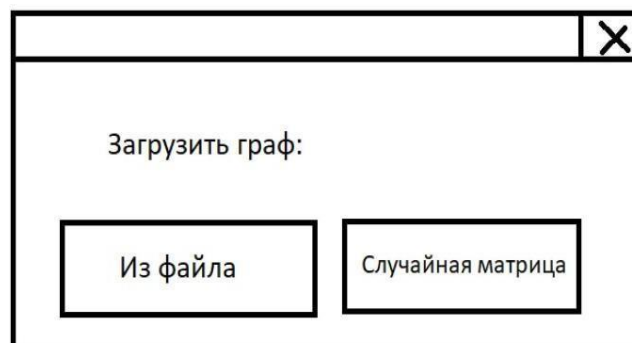 Загрузить граф:
Из файла
Случайная матрица